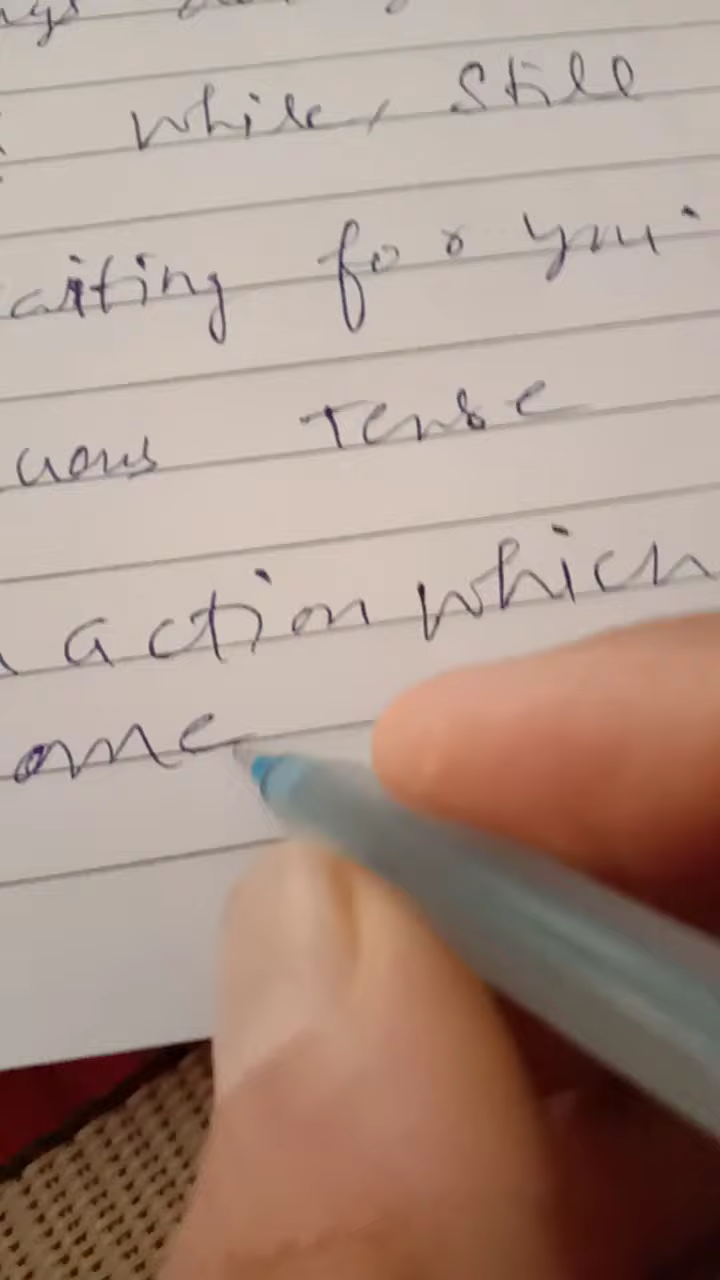 while, still
aiting for you.
uous Tense
action which
ome